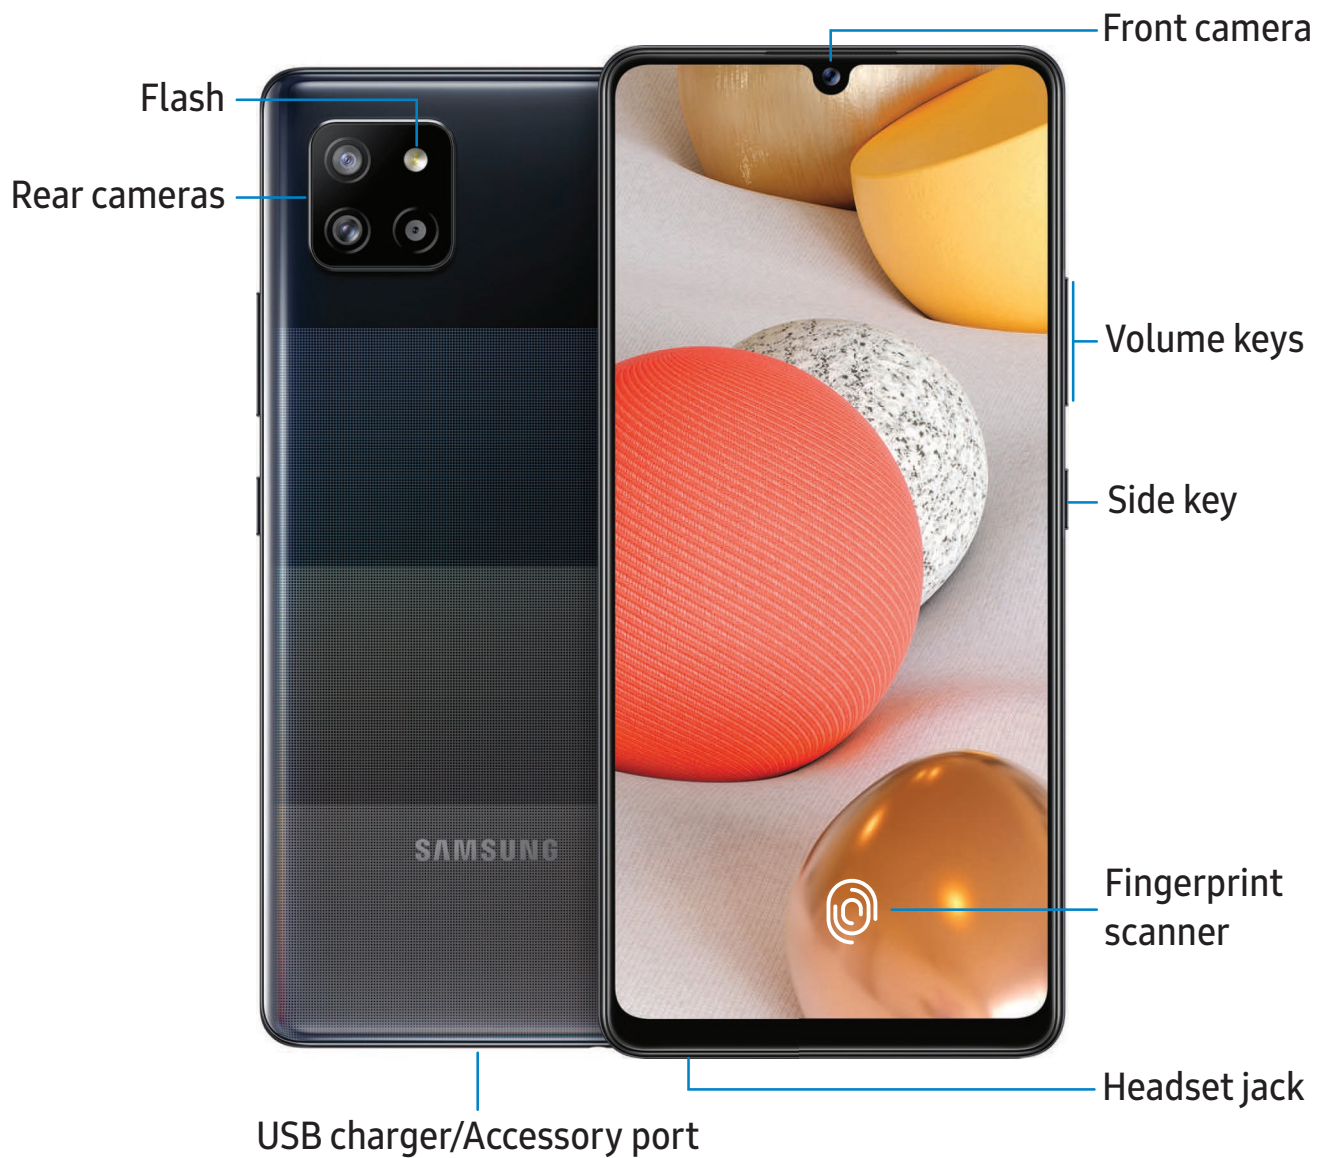 Front camera
Flash
Rear cameras
Volume keys
Side key
SAMSUNG
Fingerprint
scanner
Headset jack
USB charger/Accessory port